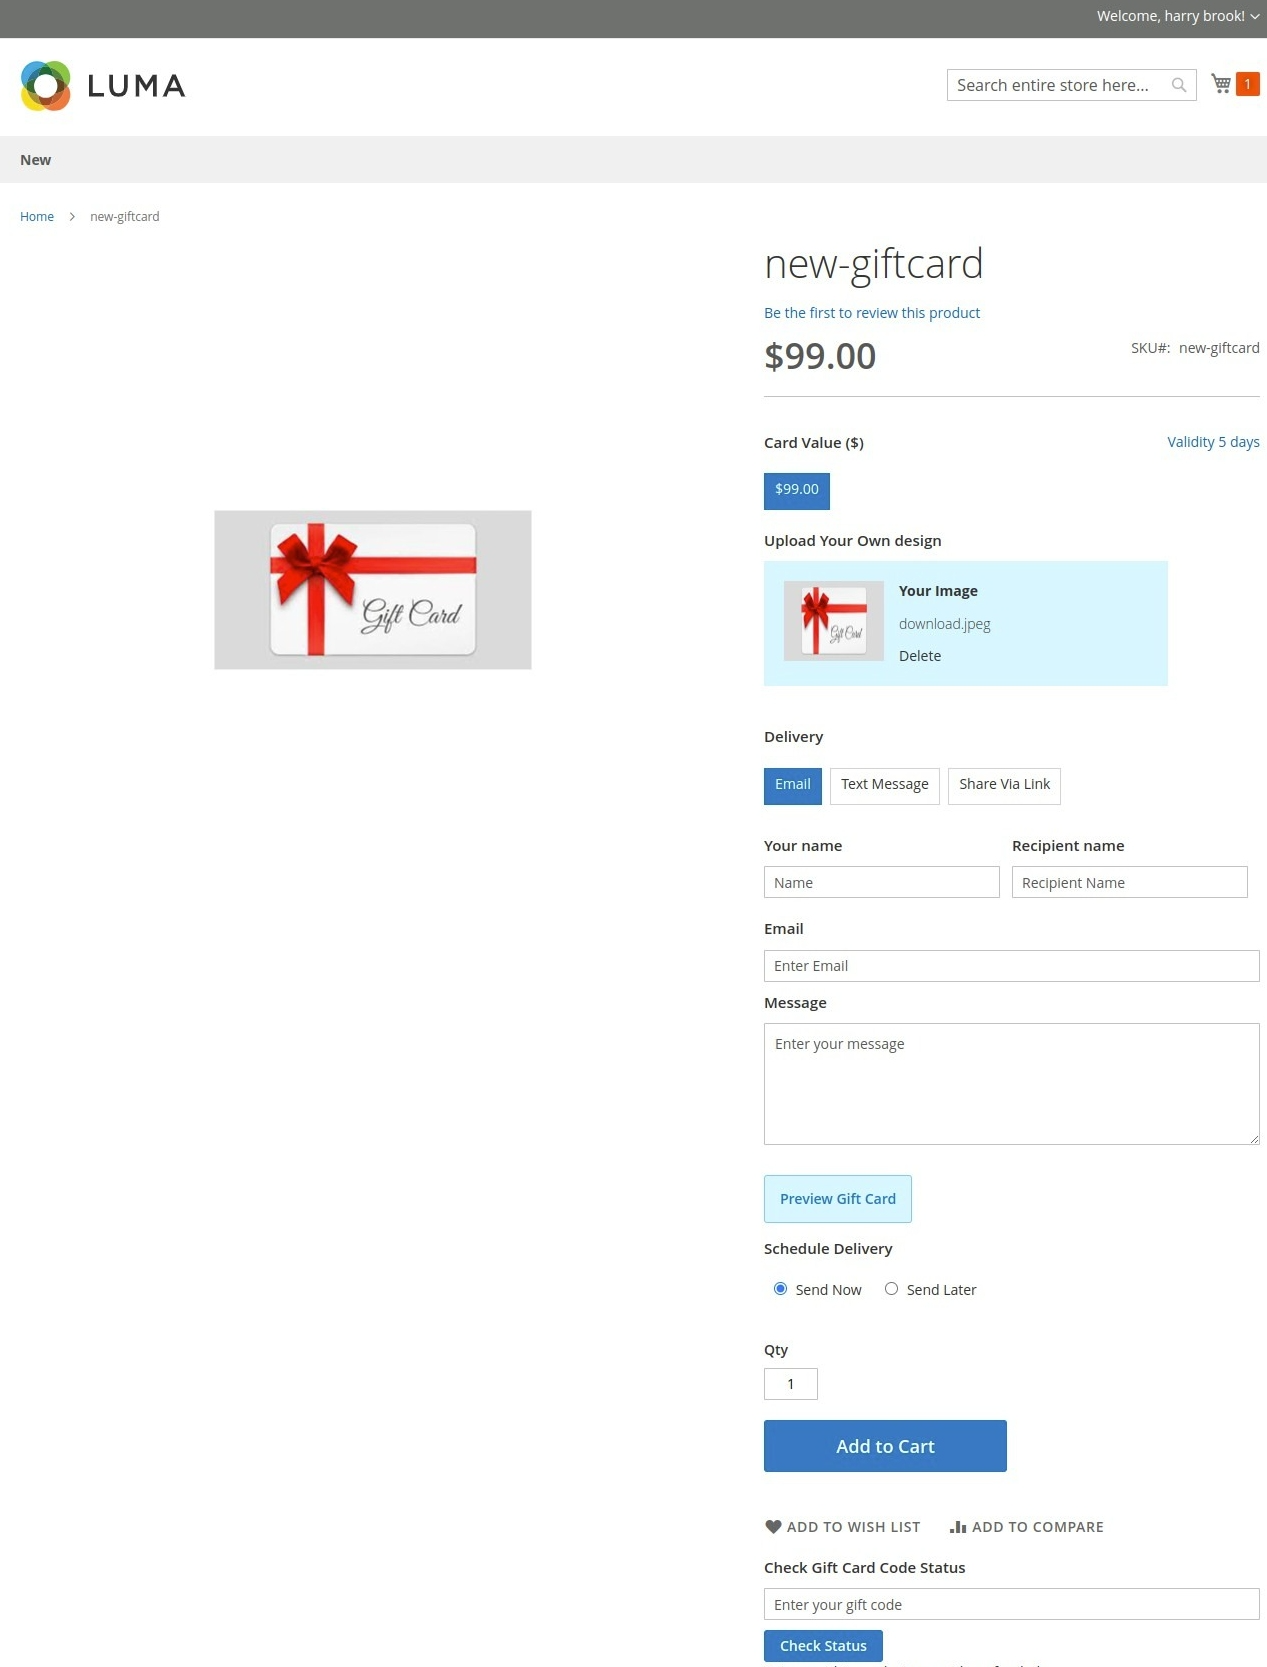 Welcome, harry brook!
LUMA
Search entire store here...
1
New
Home
new-giftcard
new-giftcard
Be the first to review this product
$99.00
SKU#: new-giftcard
Card Value ($)
Validity 5 days
$99.00
Gift Card
Upload Your Own design
Gift Card
Your Image
download.jpeg
Delete
Delivery
Email
Text Message
Share Via Link
Your name
Recipient name
Name
Recipient Name
Email
Enter Email
Message
Enter your message
Preview Gift Card
Schedule Delivery
Send Now
Send Later
Qty
1
Add to Cart
ADD TO WISH LIST
ADD TO COMPARE
Check Gift Card Code Status
Enter your gift code
Check Status